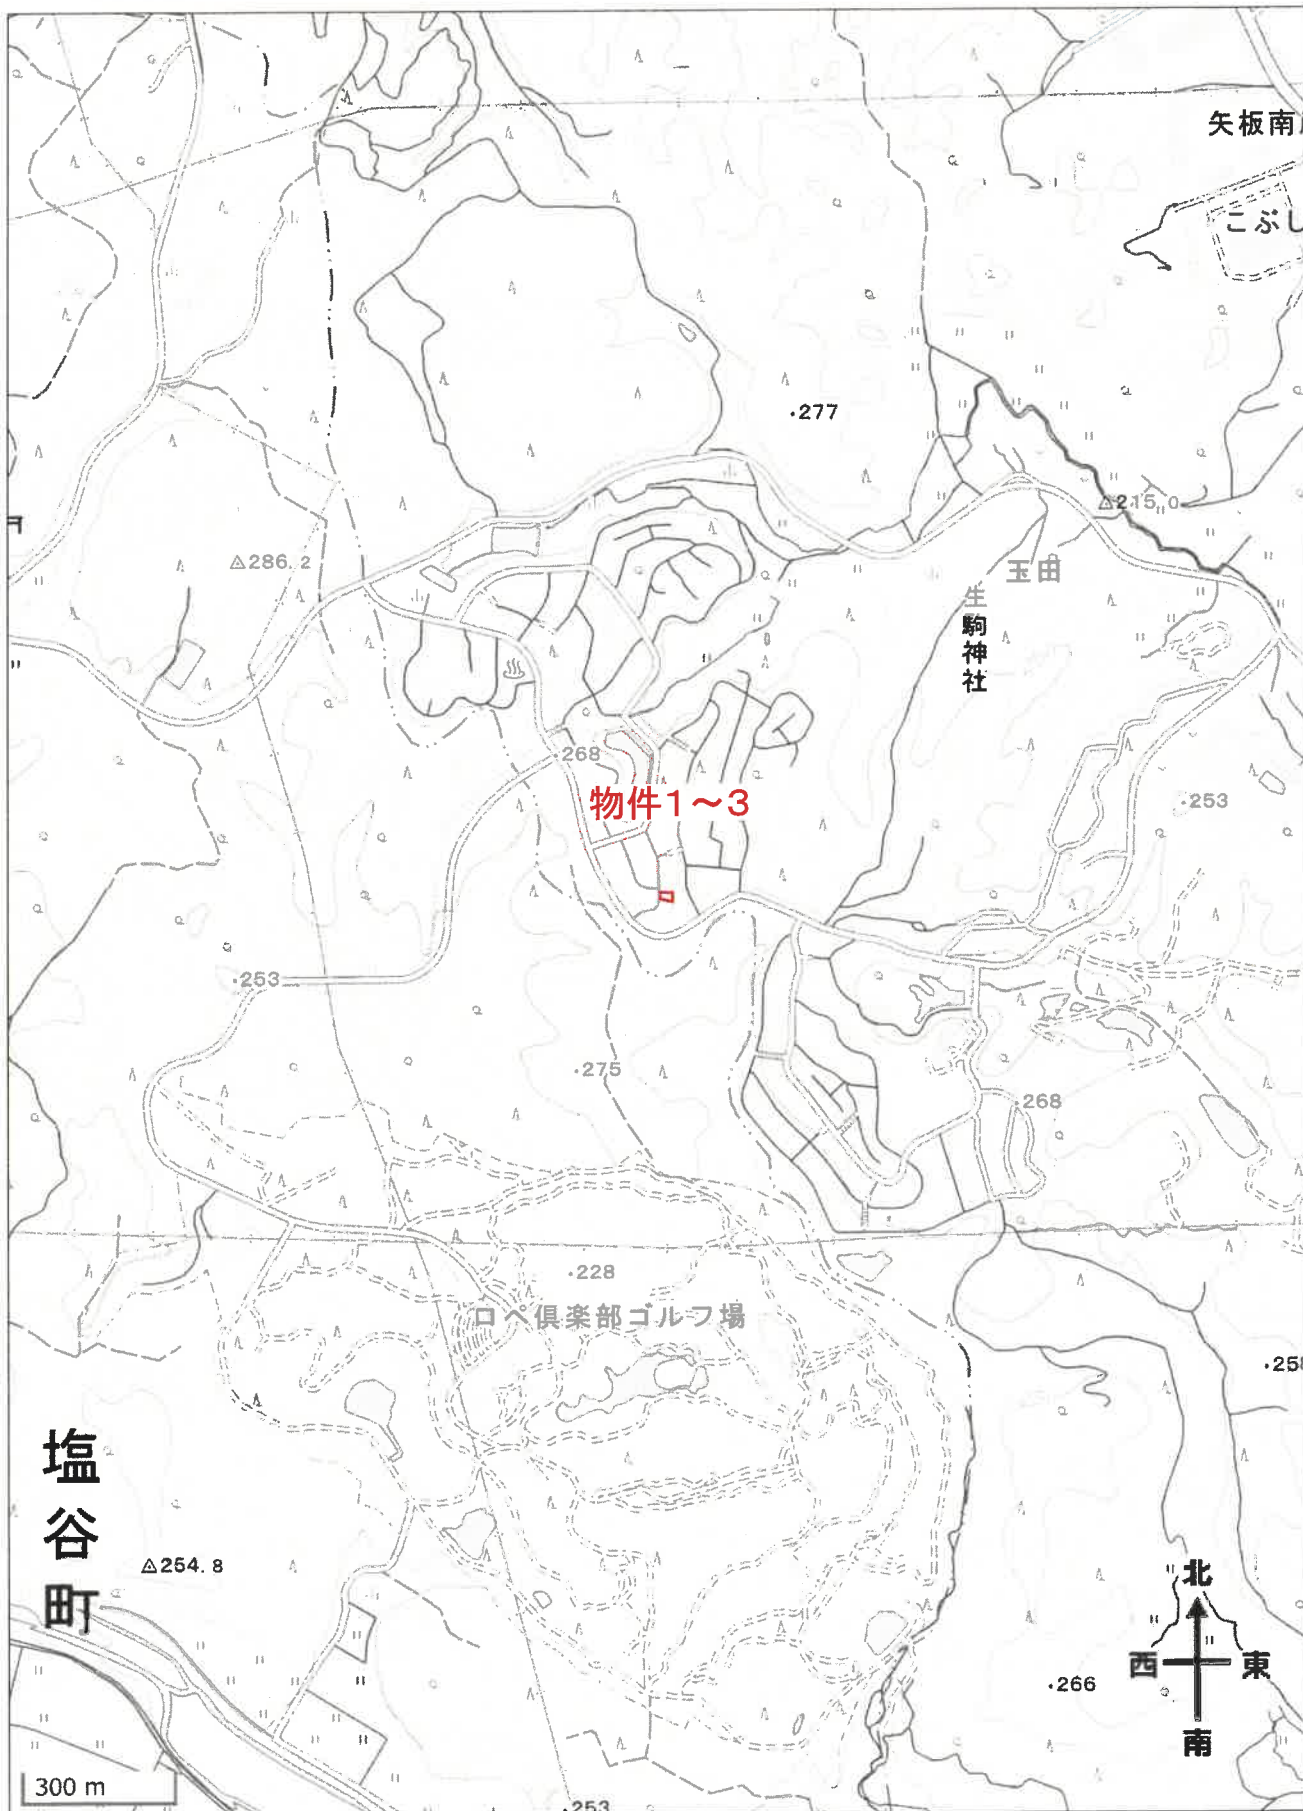 矢板南
こぶし
・277
△215.0
△286.2
玉田
生駒神社
・268
物件1～3
・253
・253
・275
・268
・228
ロペ倶楽部ゴルフ場
・258
塩谷町
△254.8
北
西 東
・266
南
300 m
・253